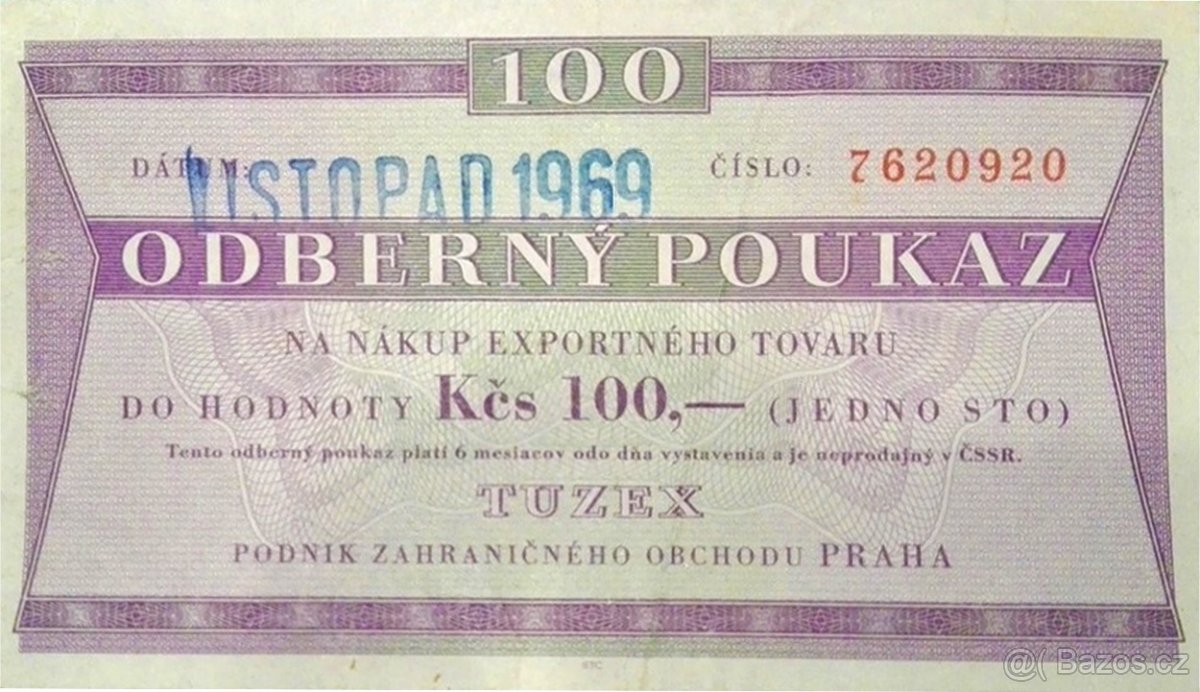 100
DÁTUM: LISTOPAD 1969 ČÍSLO: 7620920
ODBERNÝ POUKAZ
NA NÁKUP EXPORTNÉHO TOVARU
DO HODNOTY Kčs 100,— (JEDNO STO)
Tento odberný poukaz platí 6 mesiacov odo dňa vystavenia a je nepredajný v ČSSR.
TUZEX
PODNIK ZAHRANIČNÉHO OBCHODU PRAHA
STC
@( Bazos.cz